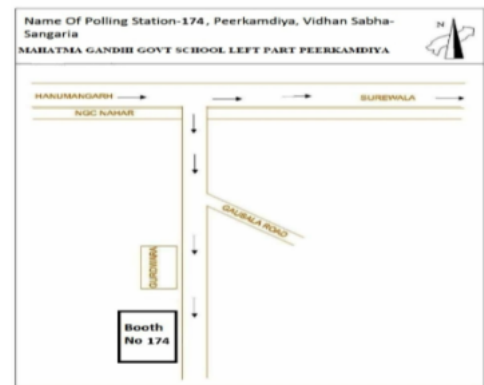 Name Of Polling Station-174, Peerkamdiya, Vidhan Sabha-
Sangaria
MAHATMA GANDHI GOVT SCHOOL LEFT PART PEERKAMDIYA
N
HANUMANGARH
SUREWALA
NGC NAHAR
GAUSALA ROAD
GURDWARA
Booth
No 174